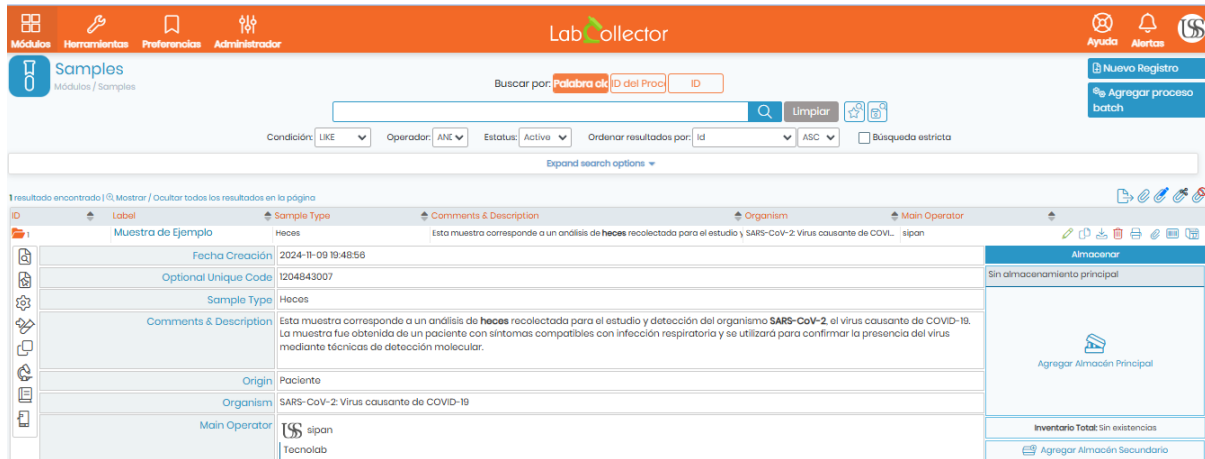 Módulos Herramientas Preferencias Administrador
LabCollector
Ayuda Alertas
USS
Samples
Módulos / Samples
Buscar por: Palabra cl ID del Proc ID
Nuevo Registro
Agregar proceso batch
Limpiar
Condición: LIKE Operador: AND Estatus: Active Ordenar resultados por: Id ASC Búsqueda estricta
Expand search options
1 resultado encontrado | Mostrar / Ocultar todos los resultados en la página
ID Label Sample Type Comments & Description Organism Main Operator
1 Muestra de Ejemplo Heces Esta muestra corresponde a un análisis de heces recolectada para el estudio y SARS-CoV-2: Virus causante de COVI... sipan
Fecha Creación 2024-11-09 19:48:56
Optional Unique Code 1204843007
Sample Type Heces
Comments & Description Esta muestra corresponde a un análisis de heces recolectada para el estudio y detección del organismo SARS-CoV-2, el virus causante de COVID-19.
La muestra fue obtenida de un paciente con síntomas compatibles con infección respiratoria y se utilizará para confirmar la presencia del virus
mediante técnicas de detección molecular.
Origin Paciente
Organism SARS-CoV-2: Virus causante de COVID-19
Main Operator USS sipan
Tecnolab
Almacenar
Sin almacenamiento principal
Agregar Almacén Principal
Inventario Total: Sin existencias
Agregar Almacén Secundario